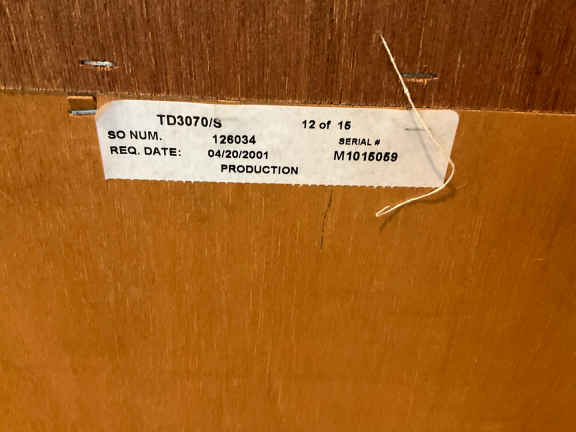 TD3070/S 12 of 15
SO NUM. 126034 SERIAL #
REQ. DATE: 04/20/2001 M1015059
PRODUCTION